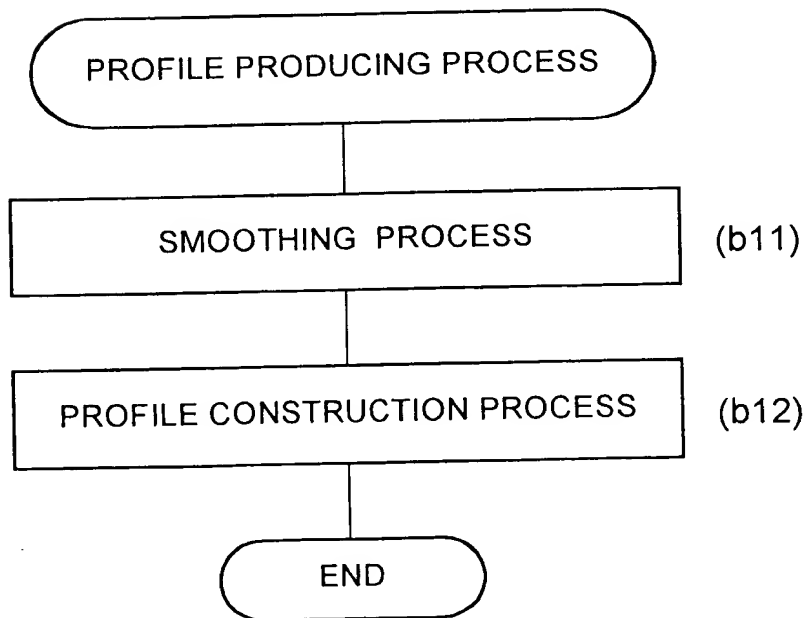 PROFILE PRODUCING PROCESS
SMOOTHING PROCESS (b11)
PROFILE CONSTRUCTION PROCESS (b12)
END